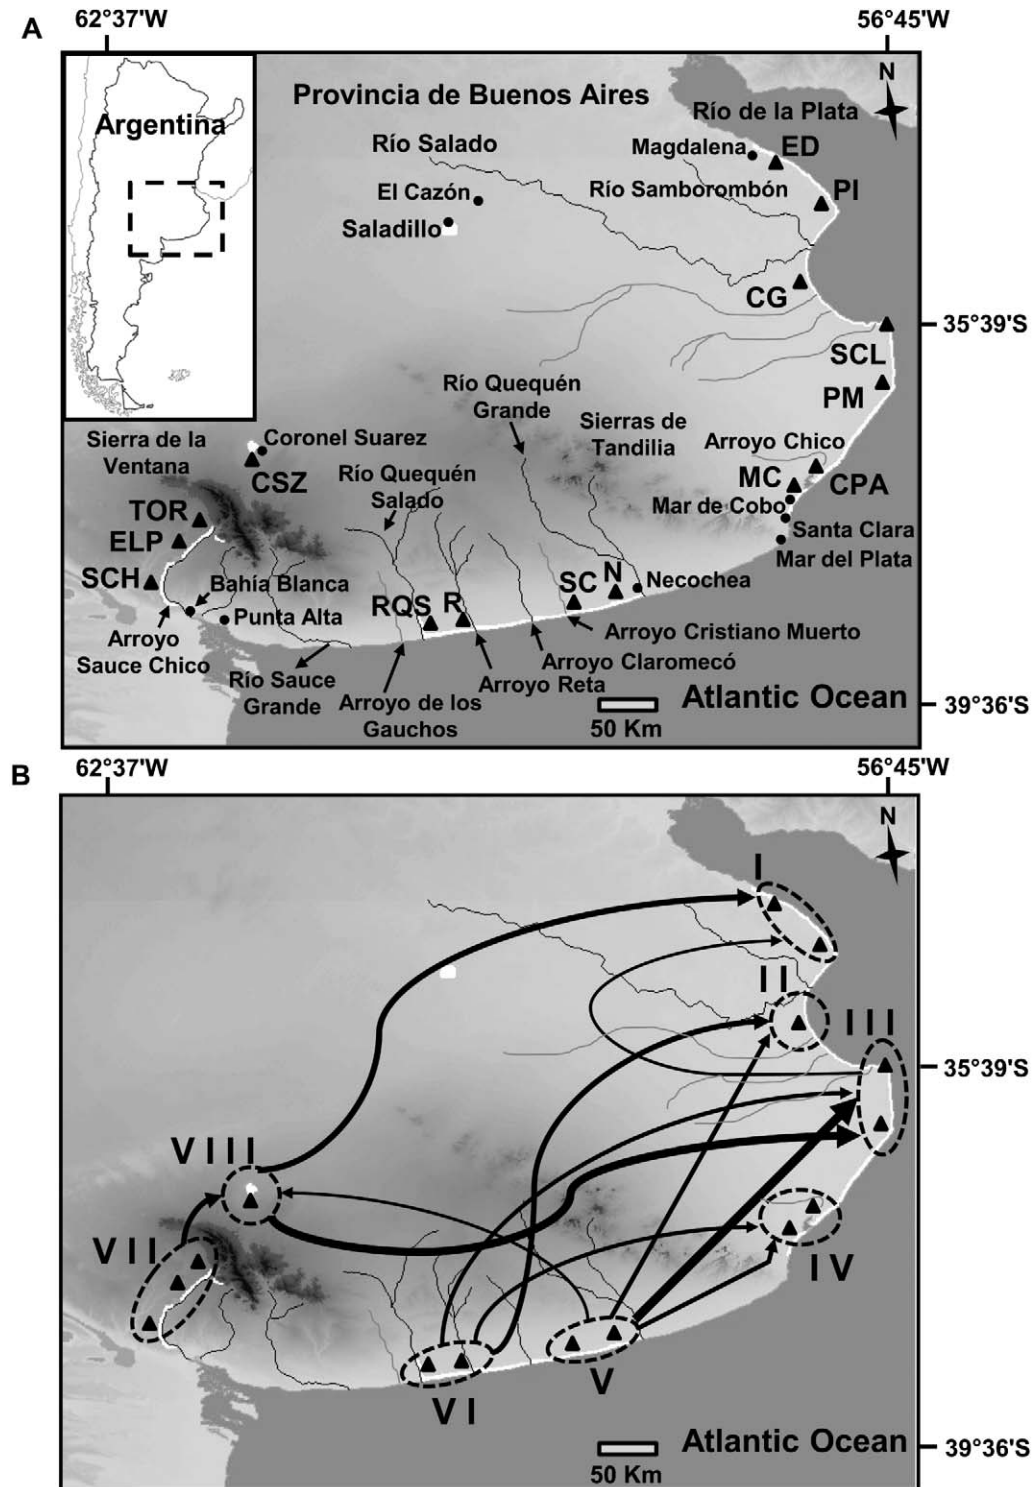 A
62°37'W
56°45'W
N
Provincia de Buenos Aires
Argentina
Río de la Plata
Río Salado
Magdalena
ED
El Cazón
Río Samborombón
PI
Saladillo
CG
35°39'S
SCL
Río Quequén
Grande
PM
Sierras de
Tandilia
Sierra de la
Ventana
Coronel Suarez
Arroyo Chico
CSZ
Río Quequén
Salado
MC
CPA
TOR
Mar de Cobo
ELP
Santa Clara
Mar del Plata
SCH
Bahía Blanca
SC
N
Necochea
Punta Alta
RQS
R
Arroyo
Sauce Chico
Arroyo Cristiano Muerto
Arroyo Claromecó
Río Sauce
Grande
Arroyo Reta
Arroyo de los
Gauchos
Atlantic Ocean
50 Km
39°36'S
B
62°37'W
56°45'W
N
I
II
III
35°39'S
VIII
VII
IV
V
VI
Atlantic Ocean
50 Km
39°36'S